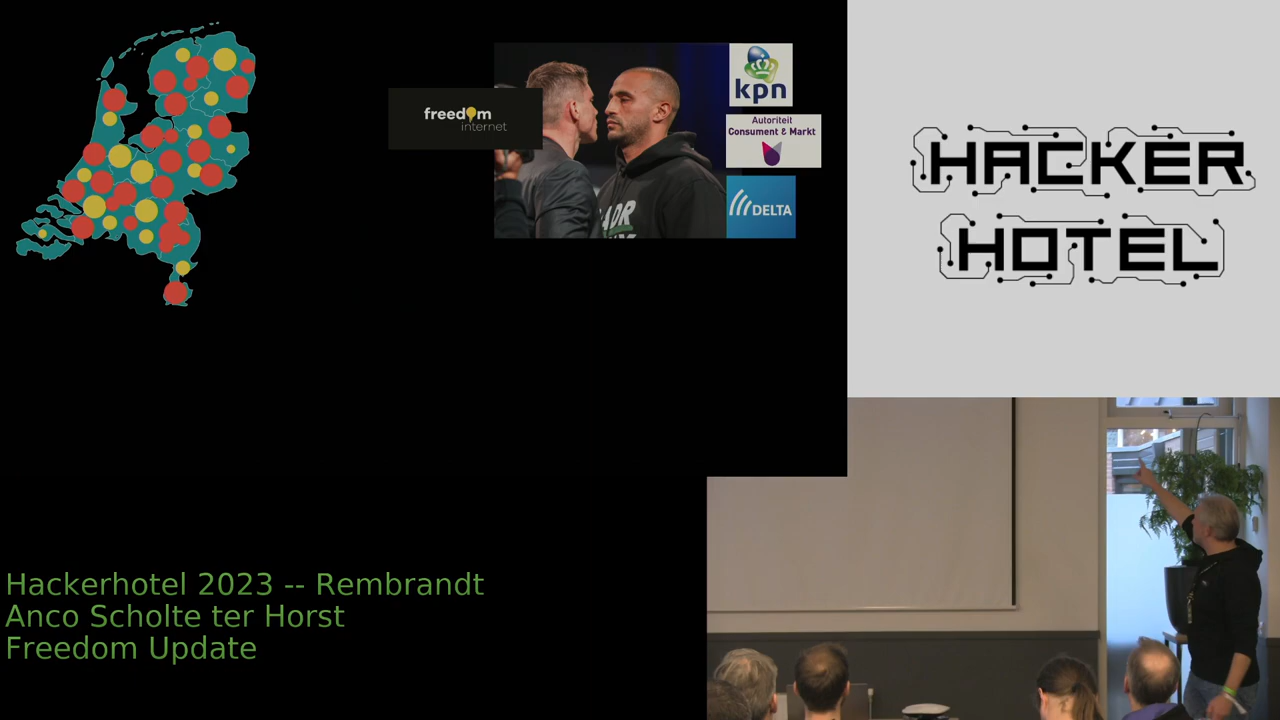 freedom
internet
kpn
Autoriteit
Consument & Markt
DELTA
HACKER
HOTEL
Hackerhotel 2023 -- Rembrandt
Anco Scholte ter Horst
Freedom Update